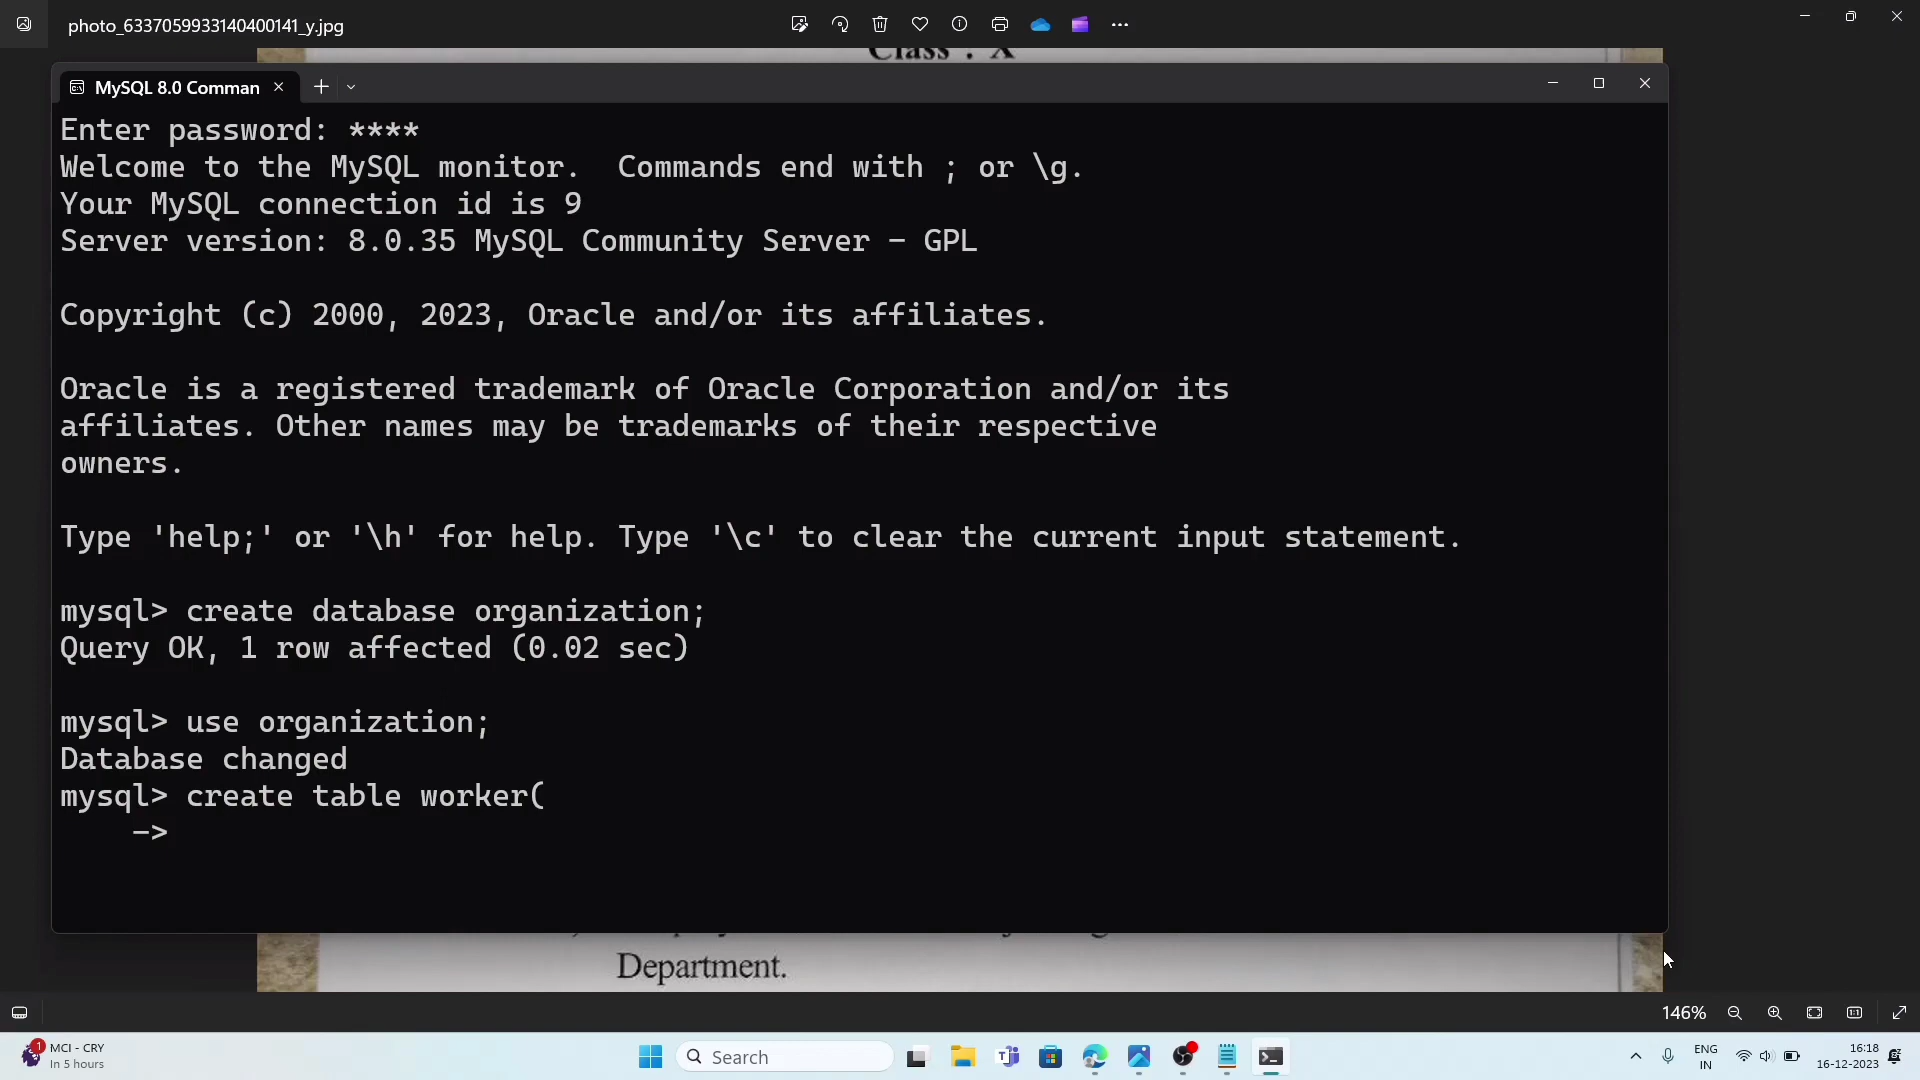 photo_6337059933140400141_y.jpg
Class : X
MySQL 8.0 Comman
Enter password: ****
Welcome to the MySQL monitor.  Commands end with ; or \g.
Your MySQL connection id is 9
Server version: 8.0.35 MySQL Community Server - GPL
Copyright (c) 2000, 2023, Oracle and/or its affiliates.
Oracle is a registered trademark of Oracle Corporation and/or its
affiliates. Other names may be trademarks of their respective
owners.
Type 'help;' or '\h' for help. Type '\c' to clear the current input statement.
mysql> create database organization;
Query OK, 1 row affected (0.02 sec)
mysql> use organization;
Database changed
mysql> create table worker(
    ->
Department.
146%
1
MCI - CRY
In 5 hours
Search
ENG
IN
16:18
16-12-2023